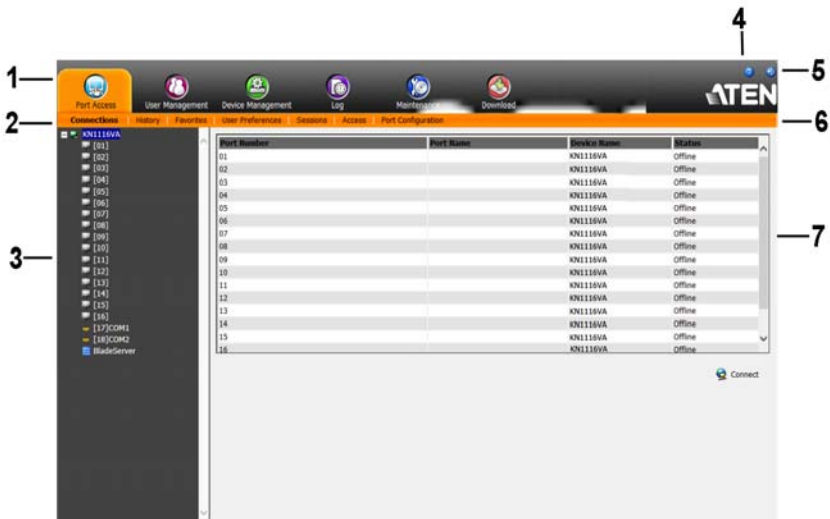 4
1
5
ATEN
Port Access User Management Device Management Log Maintenance Download
2
6
Connections History Favorites User Preferences Sessions Access Port Configuration
KN1116VA
[01]
[02]
[03]
[04]
[05]
[06]
[07]
[08]
[09]
[10]
[11]
[12]
[13]
[14]
[15]
[16]
[17]COM1
[18]COM2
BladeServer
3
Port Number Port Name Device Name Status
01 KN1116VA Offline
02 KN1116VA Offline
03 KN1116VA Offline
04 KN1116VA Offline
05 KN1116VA Offline
06 KN1116VA Offline
07 KN1116VA Offline
08 KN1116VA Offline
09 KN1116VA Offline
10 KN1116VA Offline
11 KN1116VA Offline
12 KN1116VA Offline
13 KN1116VA Offline
14 KN1116VA Offline
15 KN1116VA Offline
16 KN1116VA Offline
7
Connect